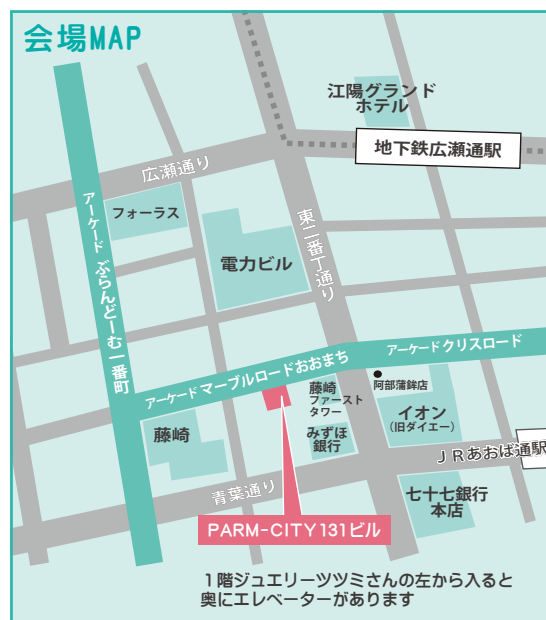 会場MAP
江陽グランド
ホテル
地下鉄広瀬通駅
広瀬通り
アーケード ぶらんどーむ一番町
フォーラス
東二番丁通り
電力ビル
アーケード クリスロード
アーケード マーブルロードおおまち
藤崎
ファースト
タワー
阿部蒲鉾店
イオン
(旧ダイエー)
みずほ
銀行
藤崎
JRあおば通駅
青葉通り
七十七銀行
本店
PARM-CITY131ビル
1階ジュエリーツツミさんの左から入ると
奥にエレベーターがあります